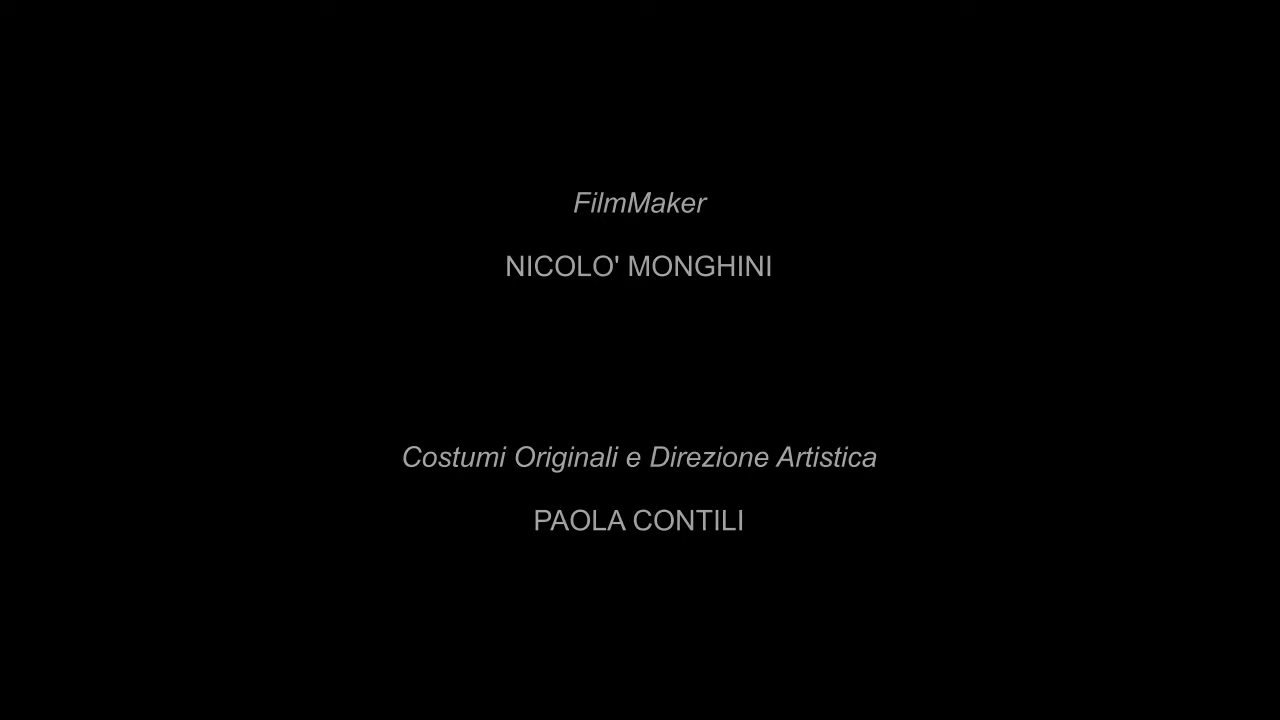 FilmMaker
NICOLO' MONGHINI
Costumi Originali e Direzione Artistica
PAOLA CONTILI